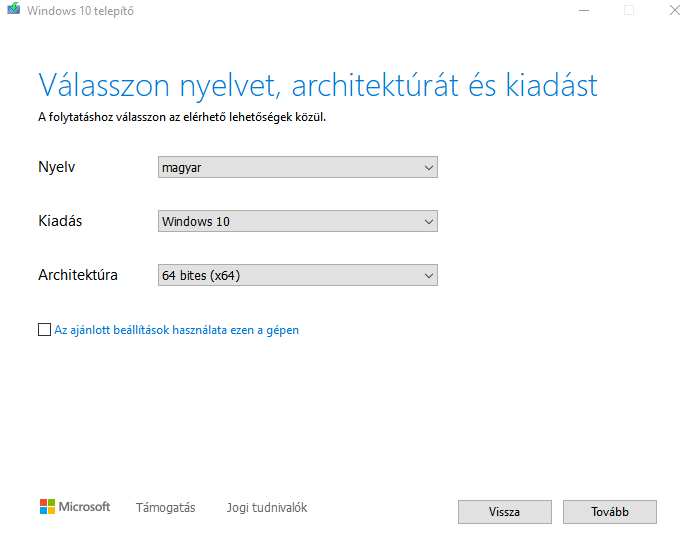 Windows 10 telepítő
Válasszon nyelvet, architektúrát és kiadást
A folytatáshoz válasszon az elérhető lehetőségek közül.
Nyelv magyar
Kiadás Windows 10
Architektúra 64 bites (x64)
Az ajánlott beállítások használata ezen a gépen
Microsoft Támogatás Jogi tudnivalók Vissza Tovább